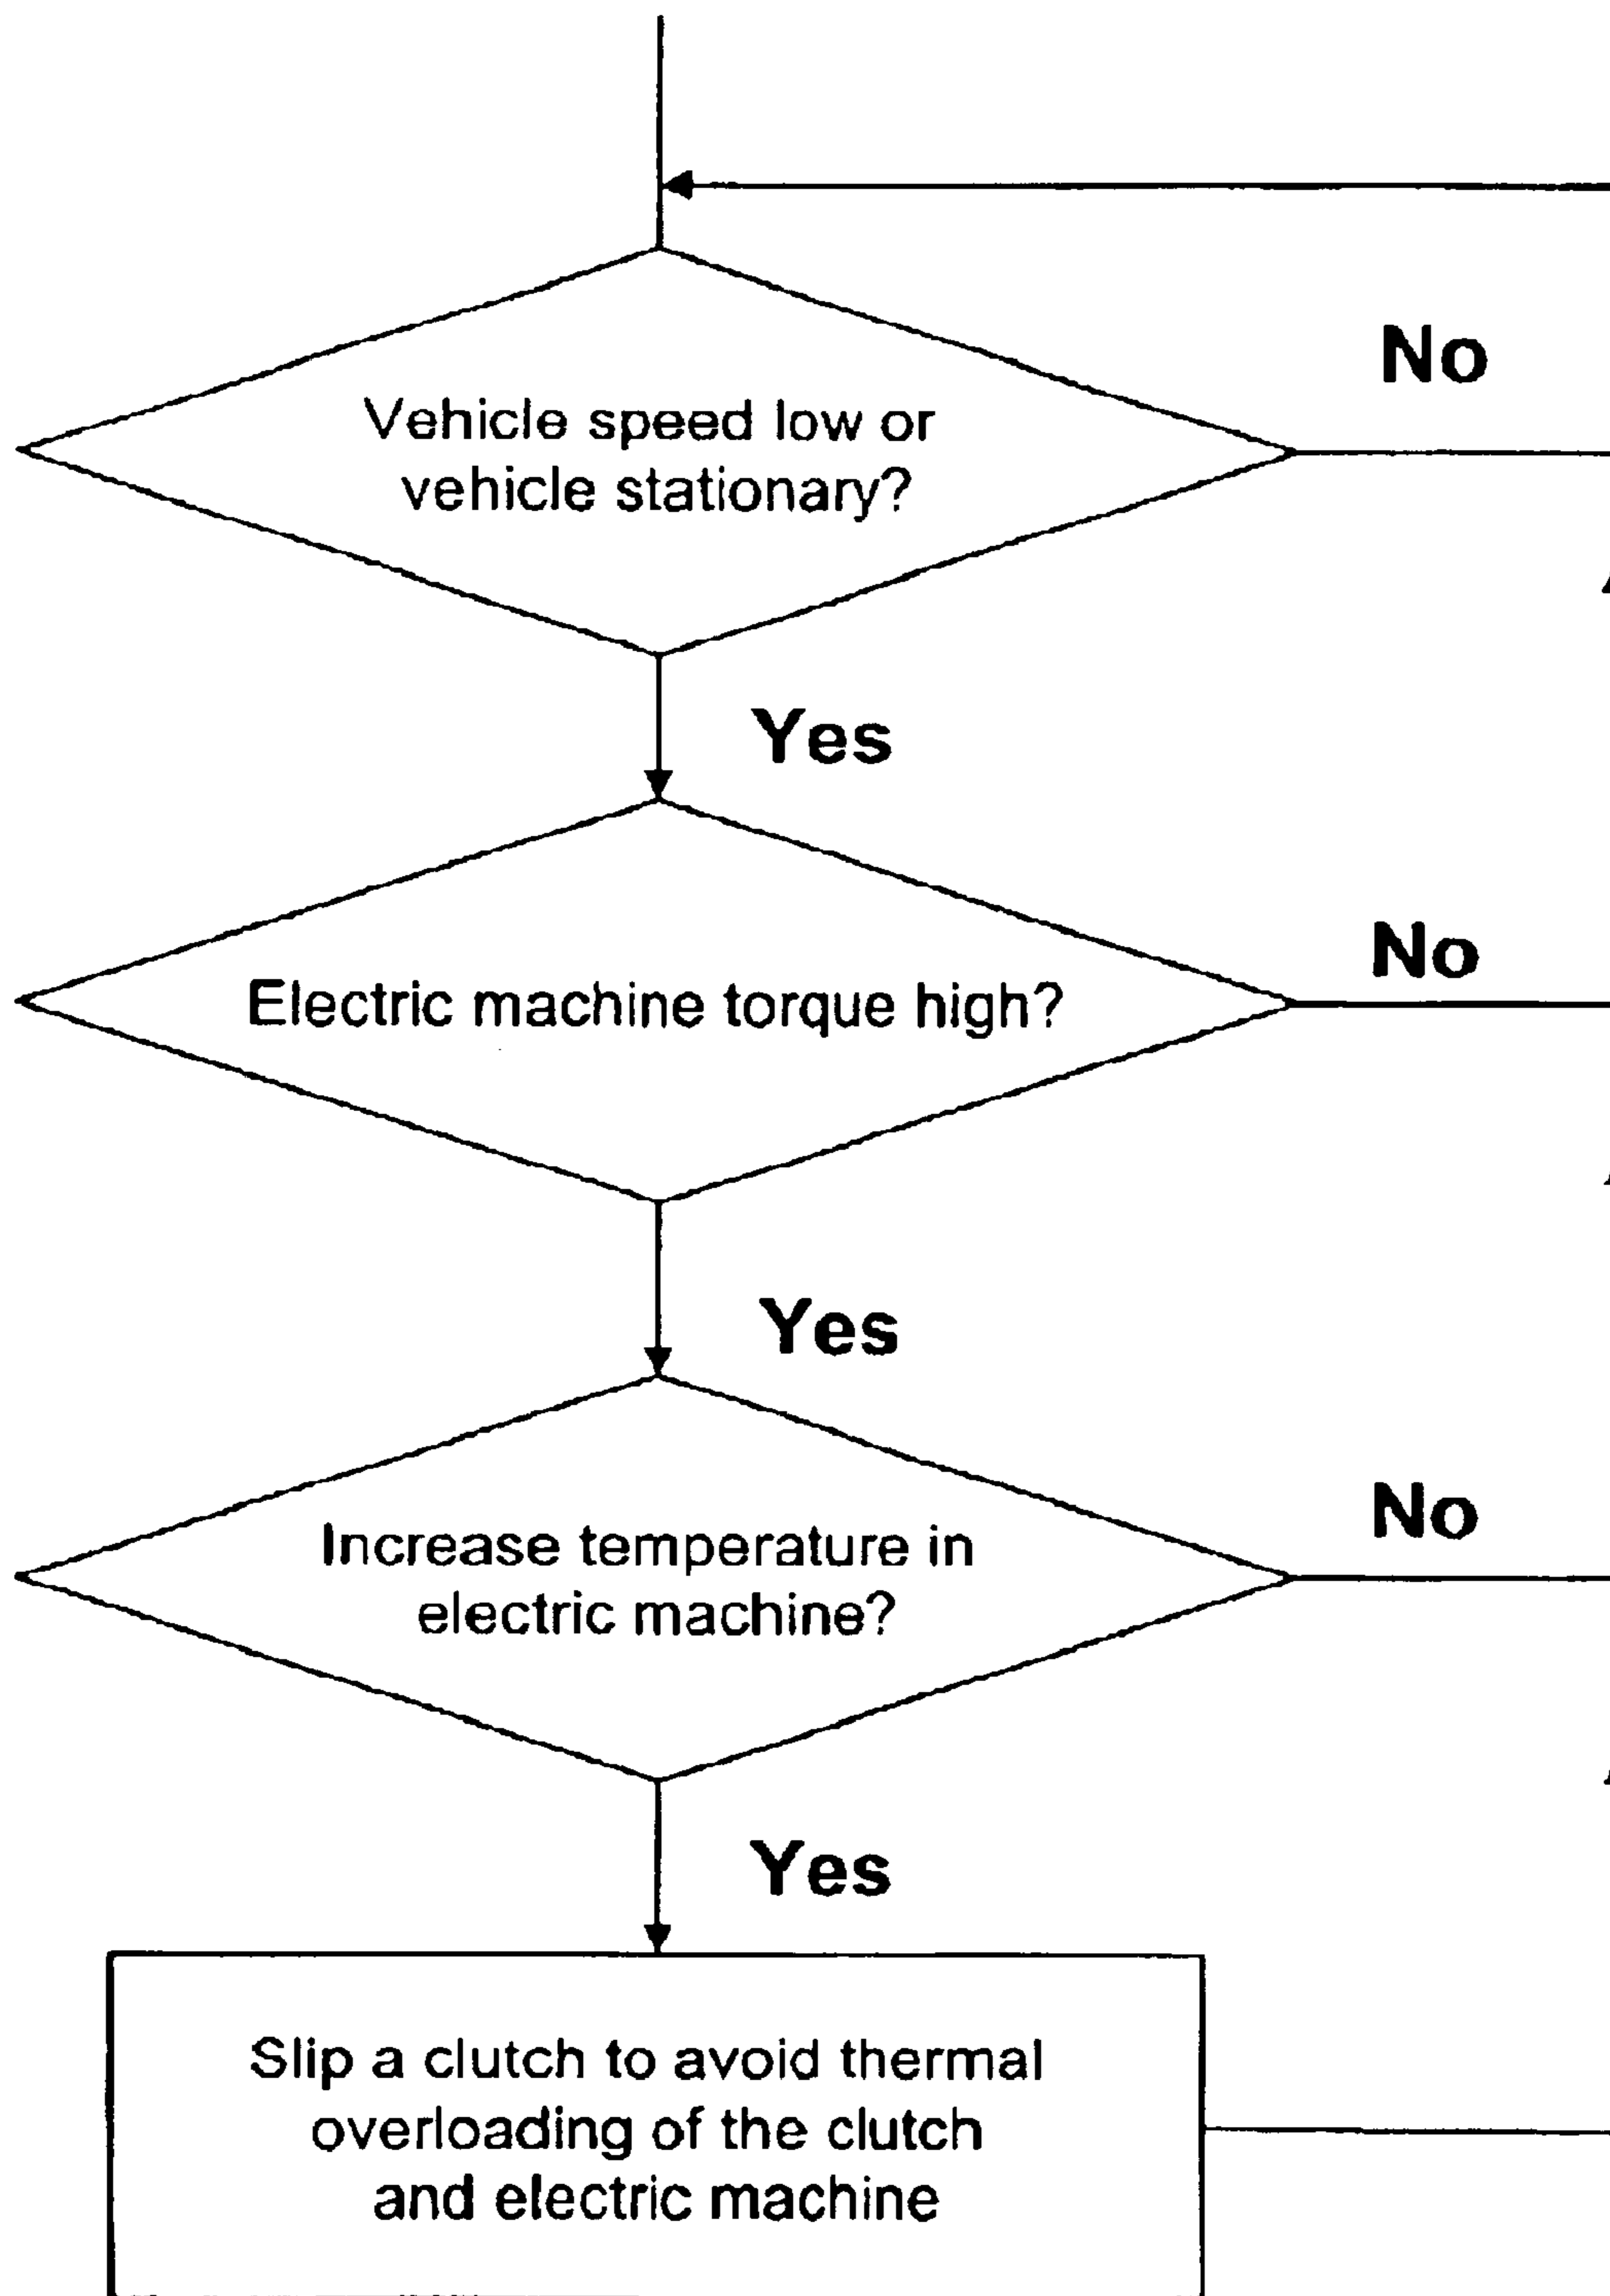 No
Vehicle speed low or
vehicle stationary?
Yes
No
Electric machine torque high?
Yes
No
Increase temperature in
electric machine?
Yes
Slip a clutch to avoid thermal
overloading of the clutch
and electric machine